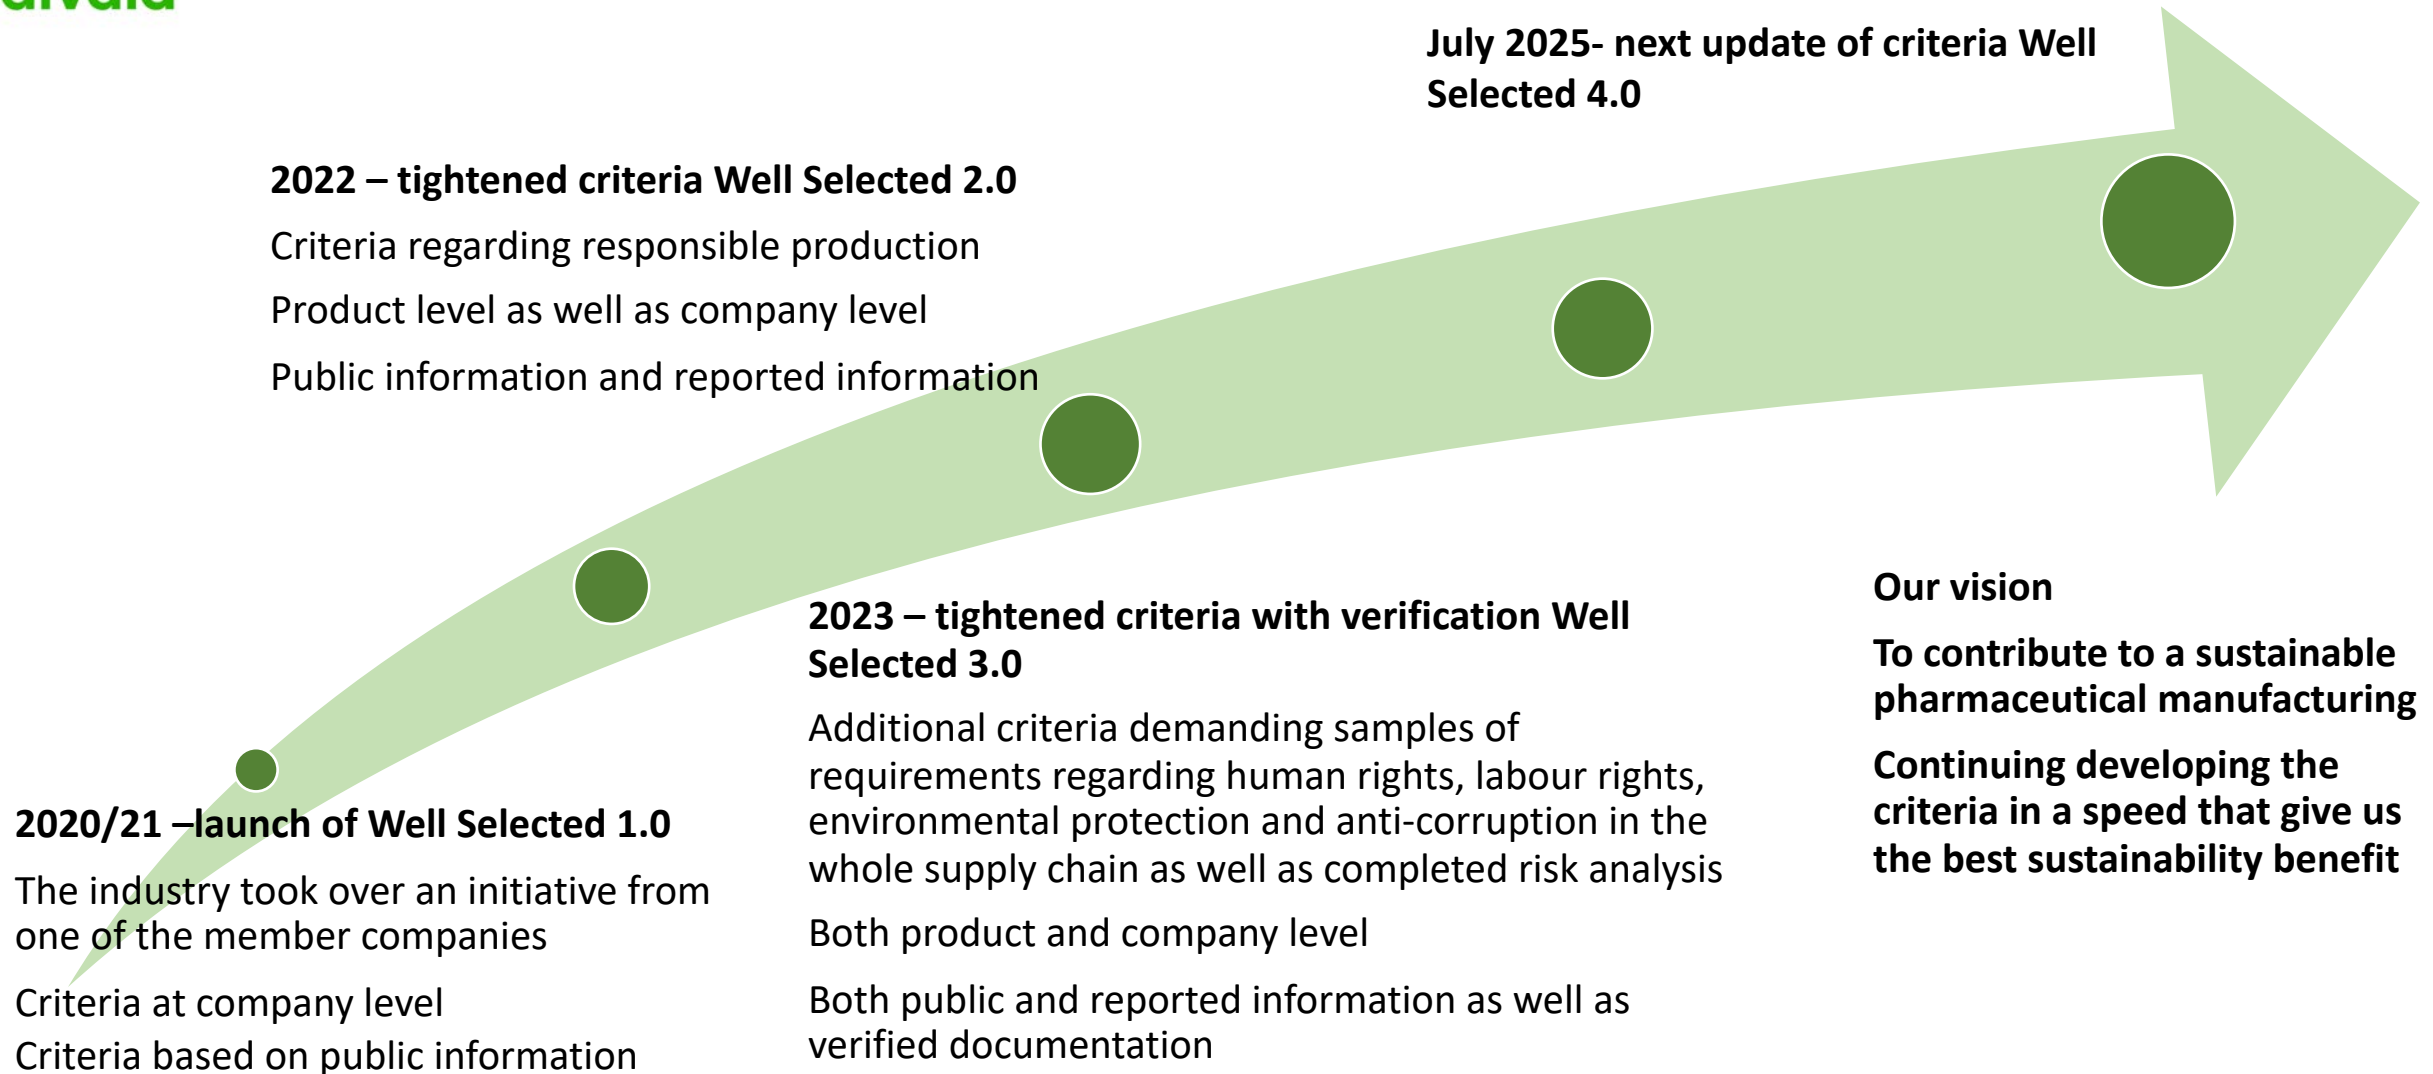 July 2025- next update of criteria Well
Selected 4.0
2022 – tightened criteria Well Selected 2.0
Criteria regarding responsible production
Product level as well as company level
Public information and reported information
2020/21 –launch of Well Selected 1.0
The industry took over an initiative from
one of the member companies
Criteria at company level
Criteria based on public information
2023 – tightened criteria with verification Well
Selected 3.0
Additional criteria demanding samples of
requirements regarding human rights, labour rights,
environmental protection and anti-corruption in the
whole supply chain as well as completed risk analysis
Both product and company level
Both public and reported information as well as
verified documentation
Our vision
To contribute to a sustainable
pharmaceutical manufacturing
Continuing developing the
criteria in a speed that give us
the best sustainability benefit